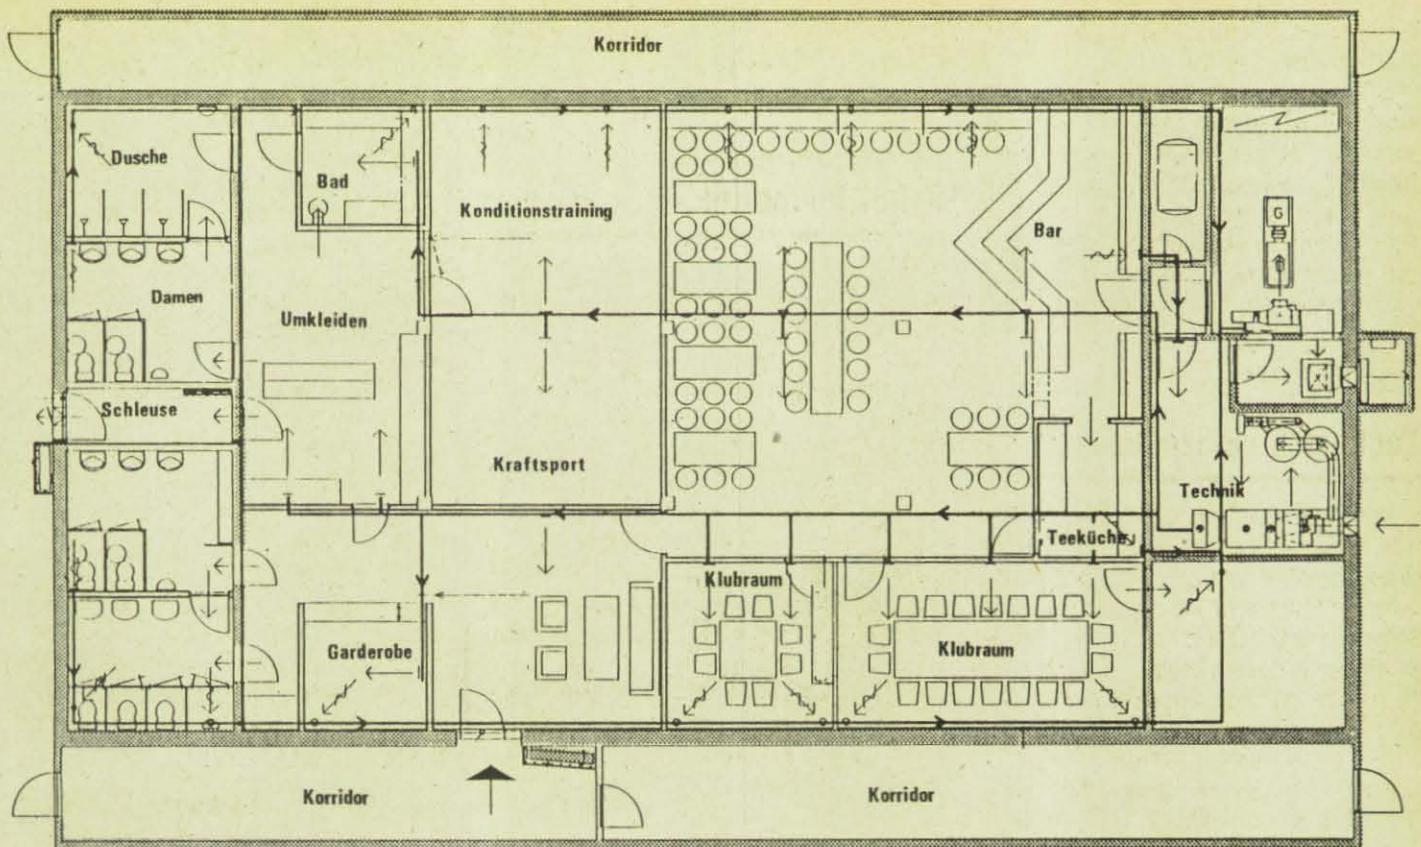 Korridor
Dusche
Bad
Konditionstraining
G
Bar
Damen
Umkleiden
Schleuse
Kraftsport
Technik
Teeküche
Klubraum
Garderobe
Klubraum
Korridor
Korridor